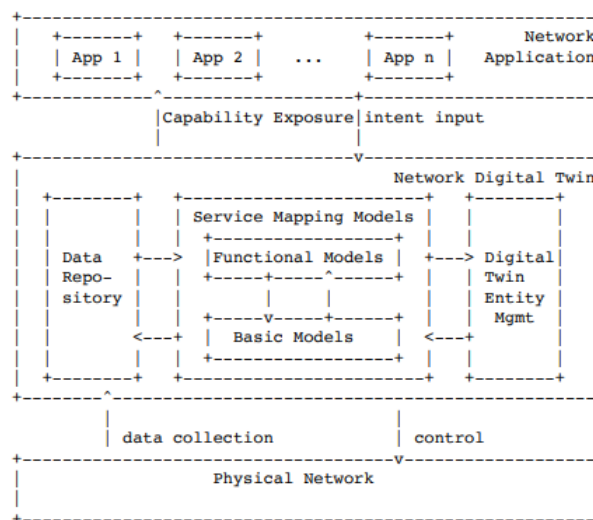 Network
App 1 App 2 ... App n Application
Capability Exposure intent input
Network Digital Twin
Service Mapping Models
Data Functional Models Digital
Repo- Twin
sitory Entity
Mgmt
Basic Models
data collection control
Physical Network